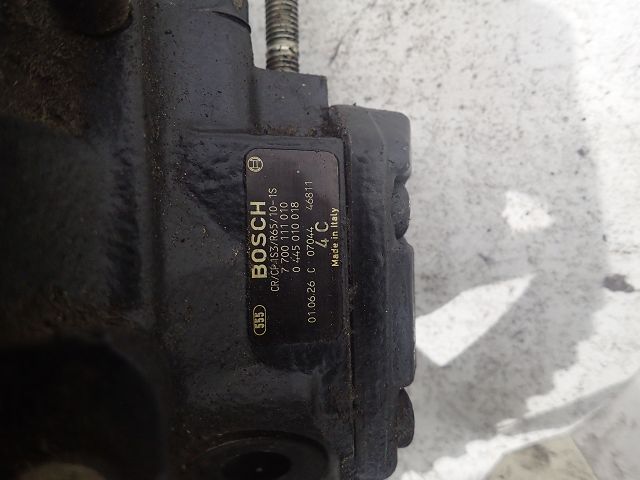 BOSCH
CR/CP1S3/R65/10-1S
7 700 111 010
0 445 010 018
01.06.26 C 07044 46811
4 C
Made in Italy
555